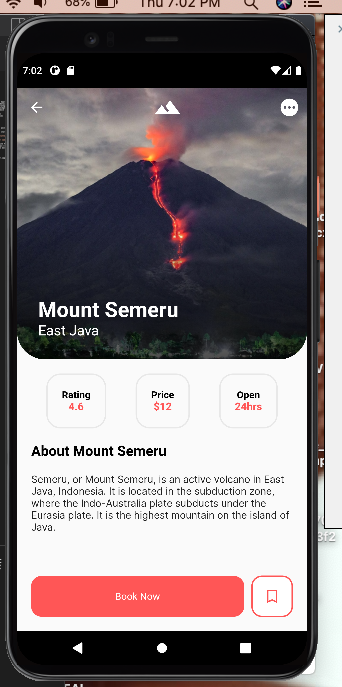 68%
Thu 7:02 PM
7:02
Mount Semeru
East Java
Rating
4.6
Price
$12
Open
24hrs
About Mount Semeru
Semeru, or Mount Semeru, is an active volcano in East
Java, Indonesia. It is located in the subduction zone,
where the Indo-Australia plate subducts under the
Eurasia plate. It is the highest mountain on the island of
Java.
Book Now
3f2